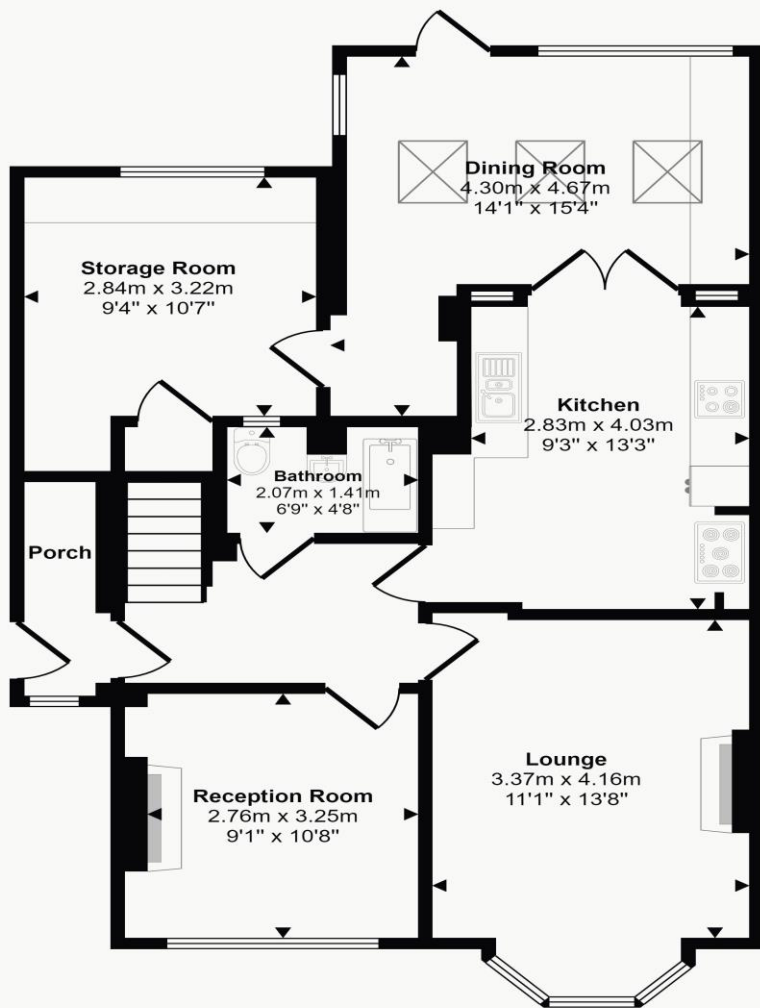 Dining Room
4.30m x 4.67m
14'1" x 15'4"
Storage Room
2.84m x 3.22m
9'4" x 10'7"
Kitchen
2.83m x 4.03m
9'3" x 13'3"
Bathroom
2.07m x 1.41m
6'9" x 4'8"
Porch
Lounge
3.37m x 4.16m
11'1" x 13'8"
Reception Room
2.76m x 3.25m
9'1" x 10'8"